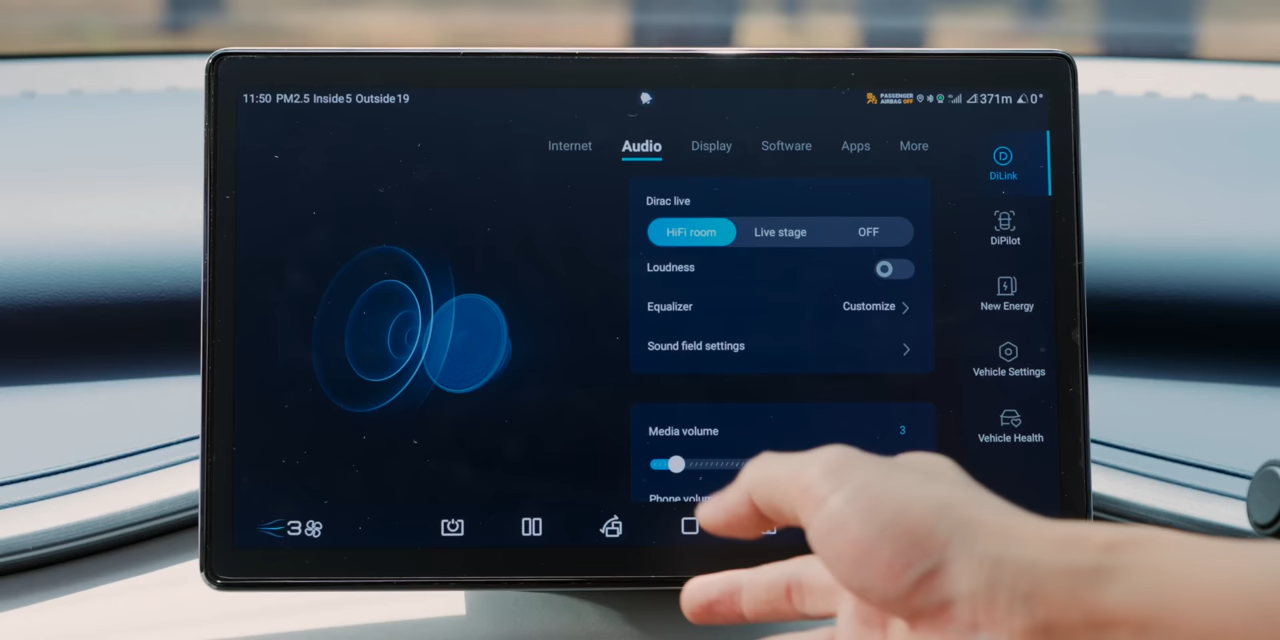 11:50 PM2.5 Inside5 Outside19
PASSENGER
AIRBAG OFF
371m
0°
Internet Audio Display Software Apps More
DiLink
Dirac live
HiFi room Live stage OFF
DiPilot
Loudness
Equalizer Customize
New Energy
Sound field settings
Vehicle Settings
Media volume 3
Vehicle Health
Phone volum
3